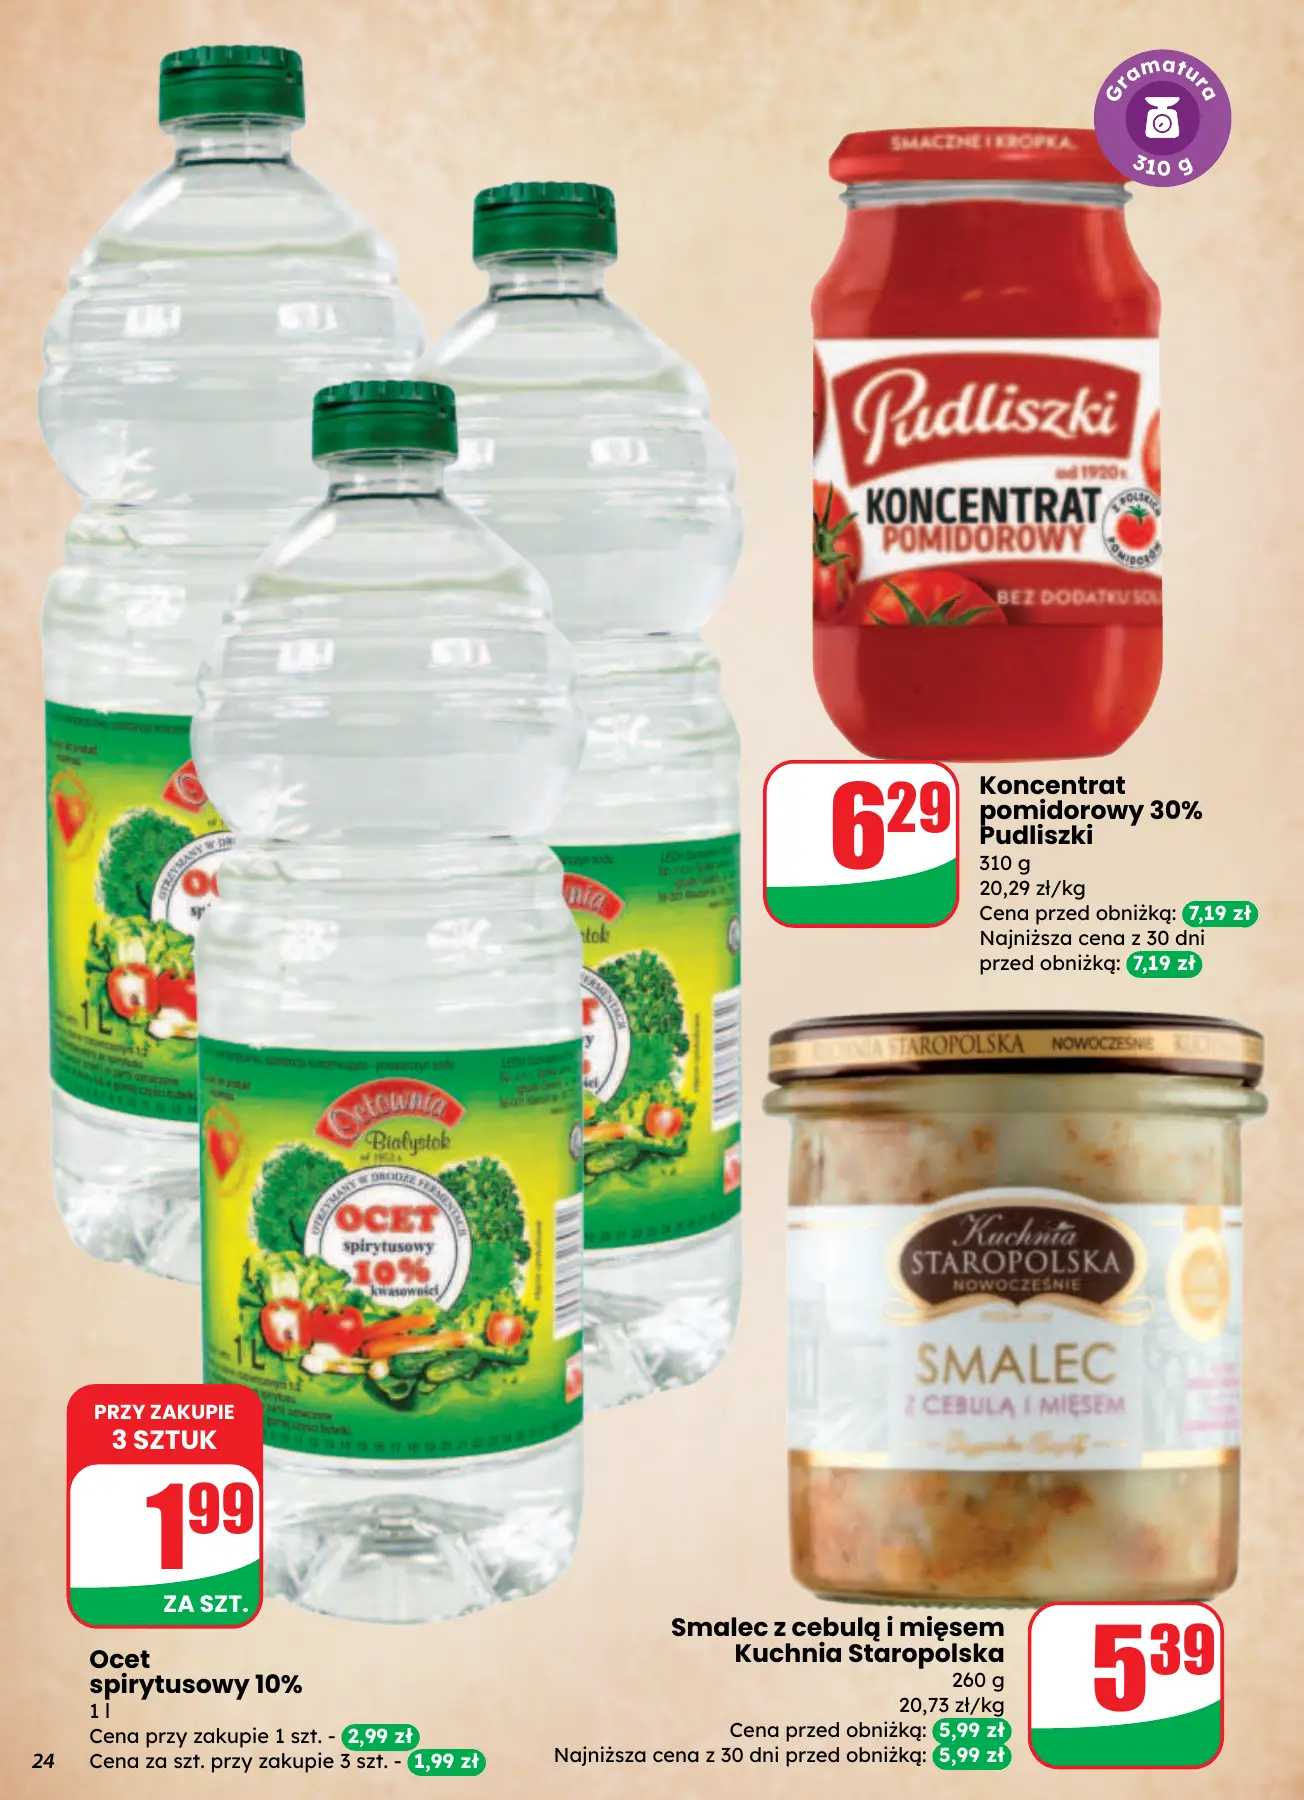 Gramatura
310 g
SMACZNE I KROPKA.
Pudliszki
od 1920 r.
KONCENTRAT
POMIDOROWY
Z POLSKICH POMIDORÓW
BEZ DODATKU SOLI
6 29
Koncentrat
pomidorowy 30%
Pudliszki
310 g
20,29 zł/kg
Cena przed obniżką: 7,19 zł
Najniższa cena z 30 dni
przed obniżką: 7,19 zł
Octownia
Białystok
OTRZYMANY W DRODZE FERMENTACJI
OCET
spirytusowy
10%
kwasowości
1L
PRZY ZAKUPIE
3 SZTUK
1 99
ZA SZT.
Ocet
spirytusowy 10%
1 l
Cena przy zakupie 1 szt. - 2,99 zł
Cena za szt. przy zakupie 3 szt. - 1,99 zł
KUCHNIA STAROPOLSKA NOWOCZEŚNIE
Kuchnia
STAROPOLSKA
NOWOCZEŚNIE
SMALEC
Z CEBULĄ I MIĘSEM
Smalec z cebulą i mięsem
Kuchnia Staropolska
260 g
20,73 zł/kg
Cena przed obniżką: 5,99 zł
Najniższa cena z 30 dni przed obniżką: 5,99 zł
5 39
24